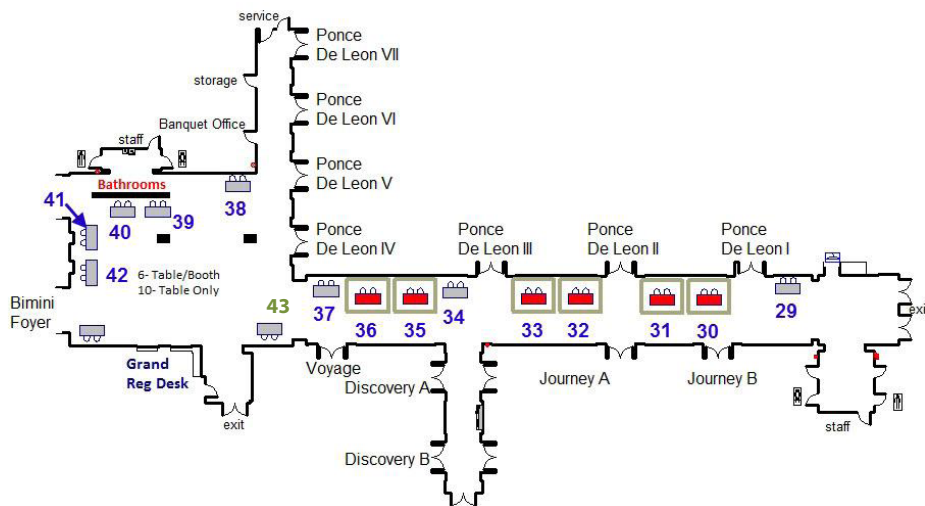 service
Ponce
De Leon VII
storage
Ponce
De Leon VI
Banquet Office
staff
Ponce
De Leon V
Bathrooms
41
40
39
38
Ponce
De Leon IV
Ponce
De Leon III
Ponce
De Leon II
Ponce
De Leon I
42
6- Table/Booth
10- Table Only
43
37
36
35
34
33
32
31
30
29
exit
Bimini
Foyer
Grand
Reg Desk
exit
Voyage
Discovery A
Journey A
Journey B
Discovery B
staff